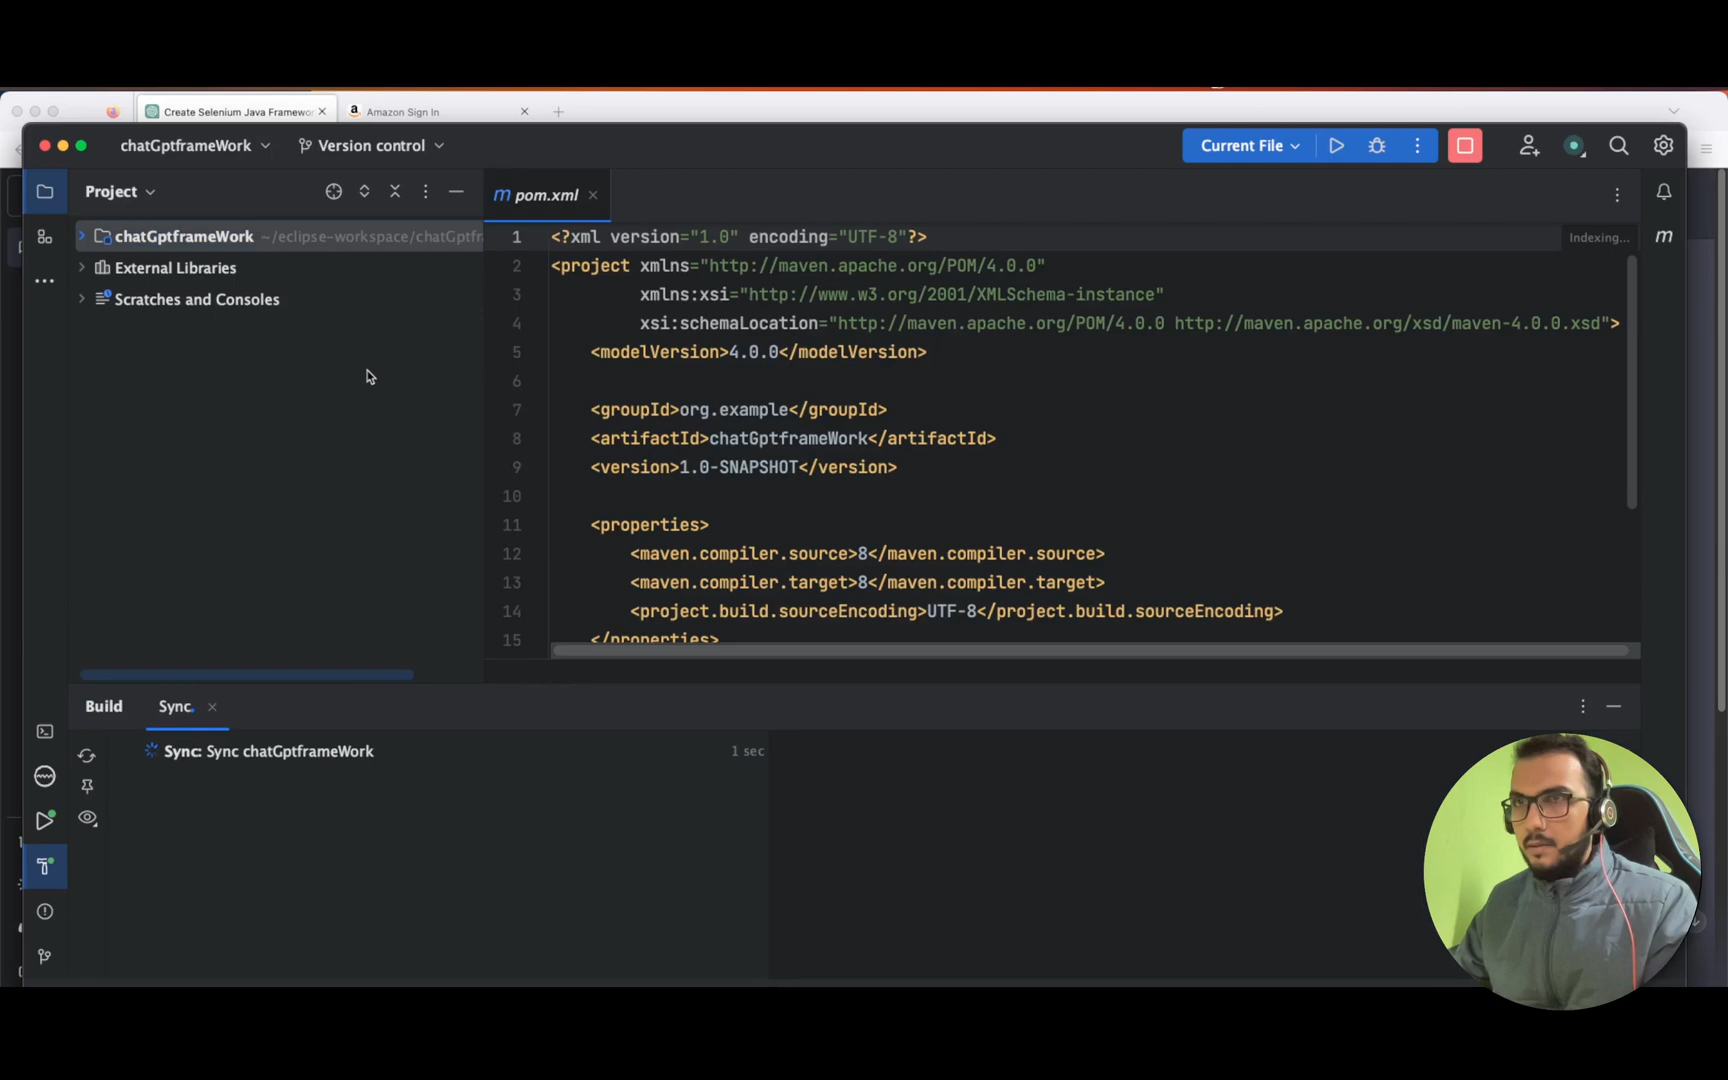 Create Selenium Java Framewor
a Amazon Sign In
chatGptframeWork
Version control
Current File
Project
m pom.xml
chatGptframeWork ~/eclipse-workspace/chatGptfr
External Libraries
Scratches and Consoles
Indexing...
m
1 <?xml version="1.0" encoding="UTF-8"?>
2 <project xmlns="http://maven.apache.org/POM/4.0.0"
3 xmlns:xsi="http://www.w3.org/2001/XMLSchema-instance"
4 xsi:schemaLocation="http://maven.apache.org/POM/4.0.0 http://maven.apache.org/xsd/maven-4.0.0.xsd">
5 <modelVersion>4.0.0</modelVersion>
6
7 <groupId>org.example</groupId>
8 <artifactId>chatGptframeWork</artifactId>
9 <version>1.0-SNAPSHOT</version>
10
11 <properties>
12 <maven.compiler.source>8</maven.compiler.source>
13 <maven.compiler.target>8</maven.compiler.target>
14 <project.build.sourceEncoding>UTF-8</project.build.sourceEncoding>
15 </properties>
Build
Sync
Sync: Sync chatGptframeWork
1 sec